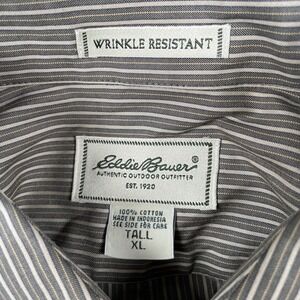 WRINKLE RESISTANT
Eddie Bauer®
AUTHENTIC OUTDOOR OUTFITTER
EST. 1920
100% COTTON
MADE IN INDONESIA
SEE SIDE FOR CARE
TALL
XL